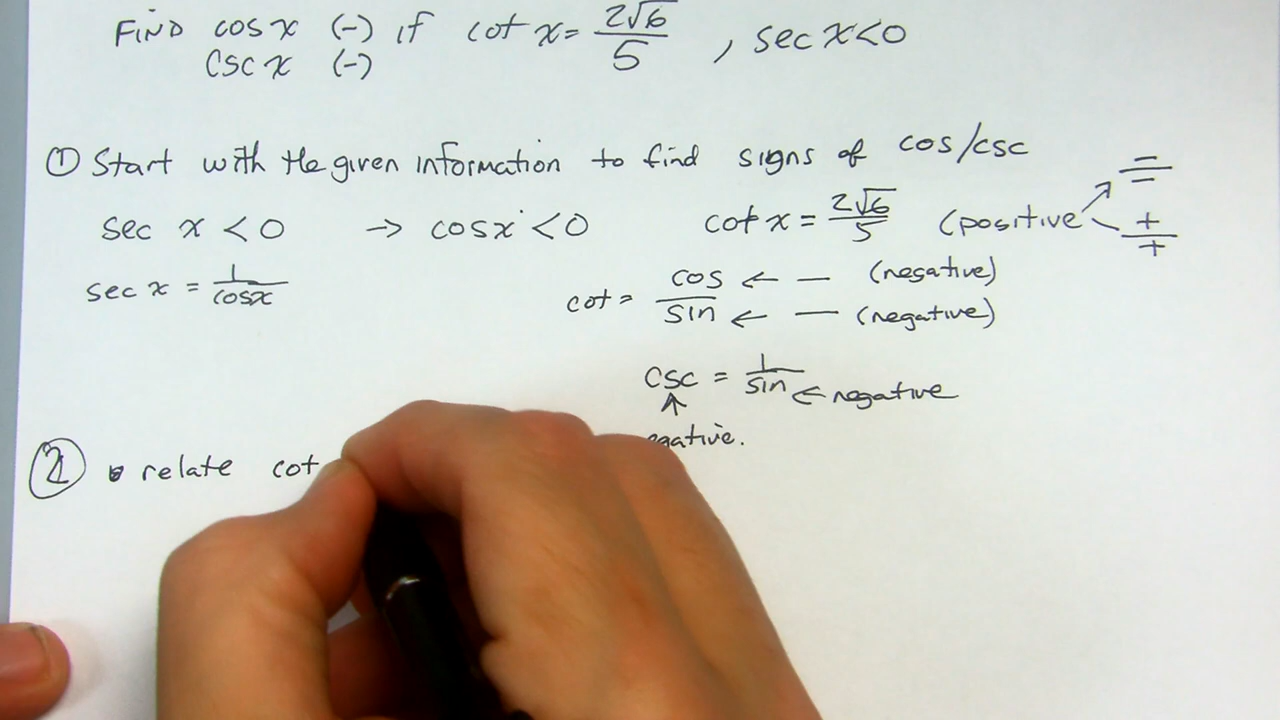 FIND cos x (-) if cot x = 2√6/5 , sec x < 0
csc x (-)
① Start with the given information to find signs of cos/csc
sec x < 0 → cos x < 0 cot x = 2√6/5 (positive −/− +/+
sec x = 1/cosx
cot = cos/sin ← — (negative) ← — (negative)
csc = 1/sin ← negative
↑
② relate cot